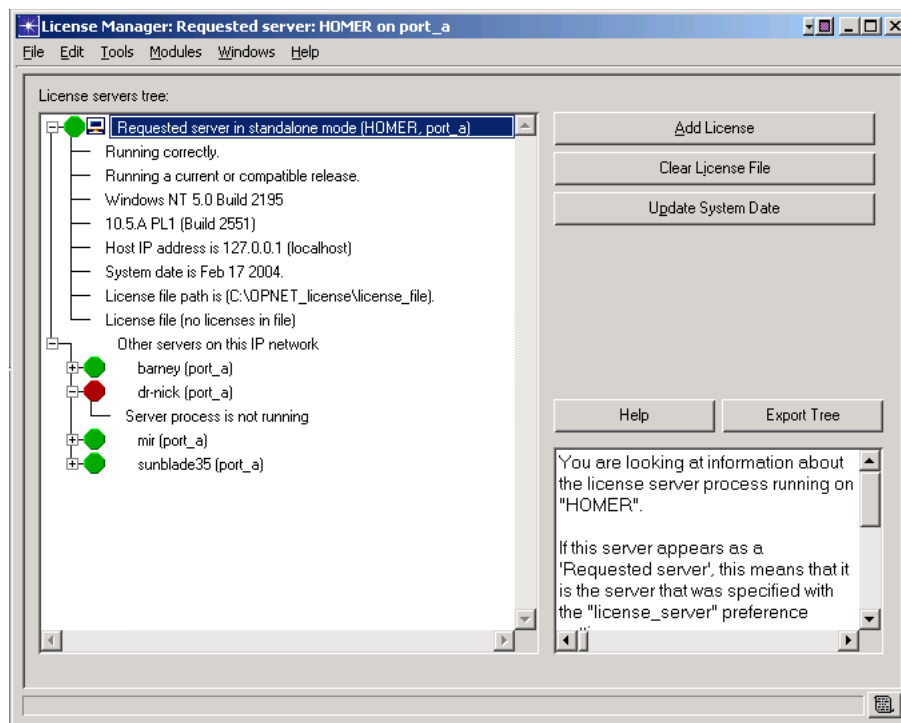 License Manager: Requested server: HOMER on port_a
File Edit Tools Modules Windows Help
License servers tree:
Requested server in standalone mode (HOMER, port_a)
Running correctly.
Running a current or compatible release.
Windows NT 5.0 Build 2195
10.5.A PL1 (Build 2551)
Host IP address is 127.0.0.1 (localhost)
System date is Feb 17 2004.
License file path is (C:\OPNET_license\license_file).
License file (no licenses in file)
Other servers on this IP network
barney (port_a)
dr-nick (port_a)
Server process is not running
mir (port_a)
sunblade35 (port_a)
Add License
Clear License File
Update System Date
Help
Export Tree
You are looking at information about
the license server process running on
"HOMER".
If this server appears as a
'Requested server', this means that it
is the server that was specified with
the "license_server" preference